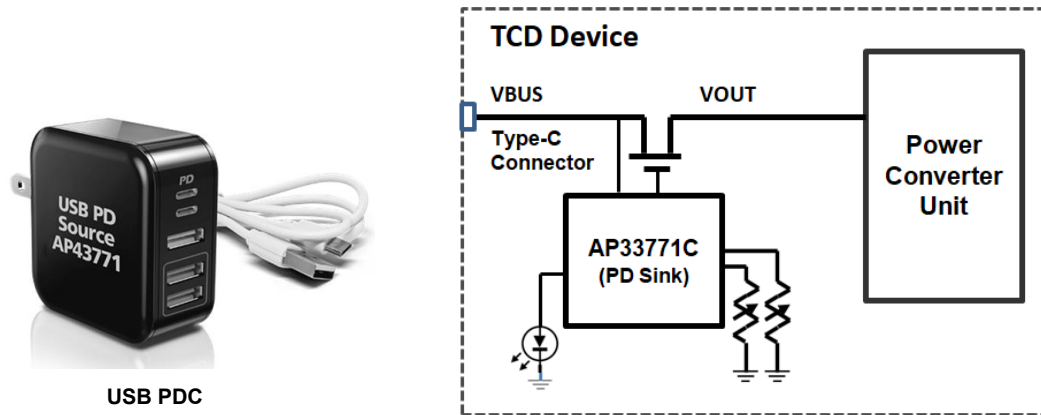 PD
USB PD
Source
AP43771
USB PDC
TCD Device
VBUS
VOUT
Type-C
Connector
AP33771C
(PD Sink)
Power
Converter
Unit